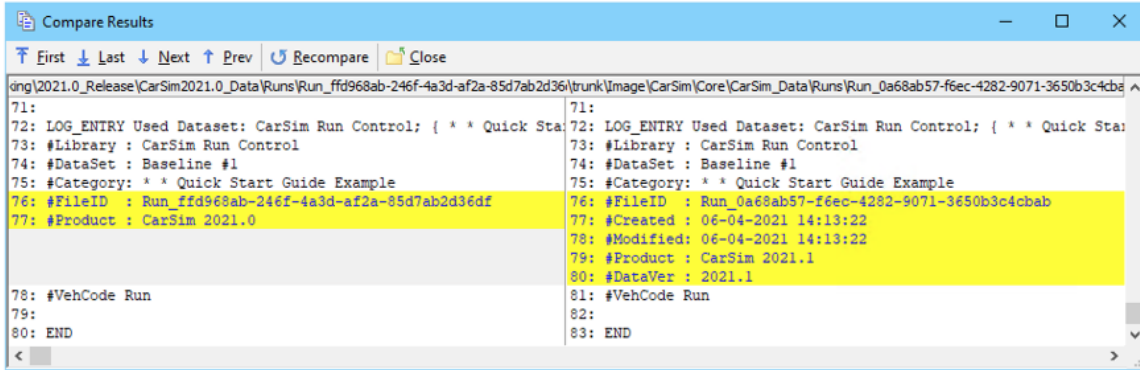 Compare Results
First Last Next Prev Recompare Close
king\2021.0_Release\CarSim2021.0_Data\Runs\Run_ffd968ab-246f-4a3d-af2a-85d7ab2d36
\trunk\Image\CarSim\Core\CarSim_Data\Runs\Run_0a68ab57-f6ec-4282-9071-3650b3c4cba
71:
72: LOG_ENTRY Used Dataset: CarSim Run Control; { * * Quick Sta
73: #Library : CarSim Run Control
74: #DataSet : Baseline #1
75: #Category: * * Quick Start Guide Example
76: #FileID  : Run_ffd968ab-246f-4a3d-af2a-85d7ab2d36df
77: #Product : CarSim 2021.0
78: #VehCode Run
79:
80: END
71:
72: LOG_ENTRY Used Dataset: CarSim Run Control; { * * Quick Star
73: #Library : CarSim Run Control
74: #DataSet : Baseline #1
75: #Category: * * Quick Start Guide Example
76: #FileID  : Run_0a68ab57-f6ec-4282-9071-3650b3c4cbab
77: #Created : 06-04-2021 14:13:22
78: #Modified: 06-04-2021 14:13:22
79: #Product : CarSim 2021.1
80: #DataVer : 2021.1
81: #VehCode Run
82:
83: END